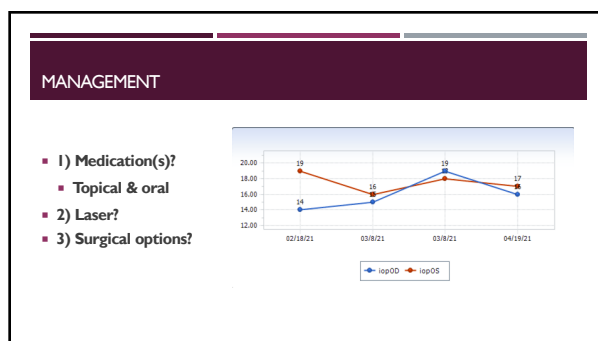 MANAGEMENT
1) Medication(s)?
Topical & oral
2) Laser?
3) Surgical options?
20.00
18.00
16.00
14.00
12.00
19
14
16
19
18
17
02/18/21 03/8/21 03/8/21 04/19/21
iopOD iopOS